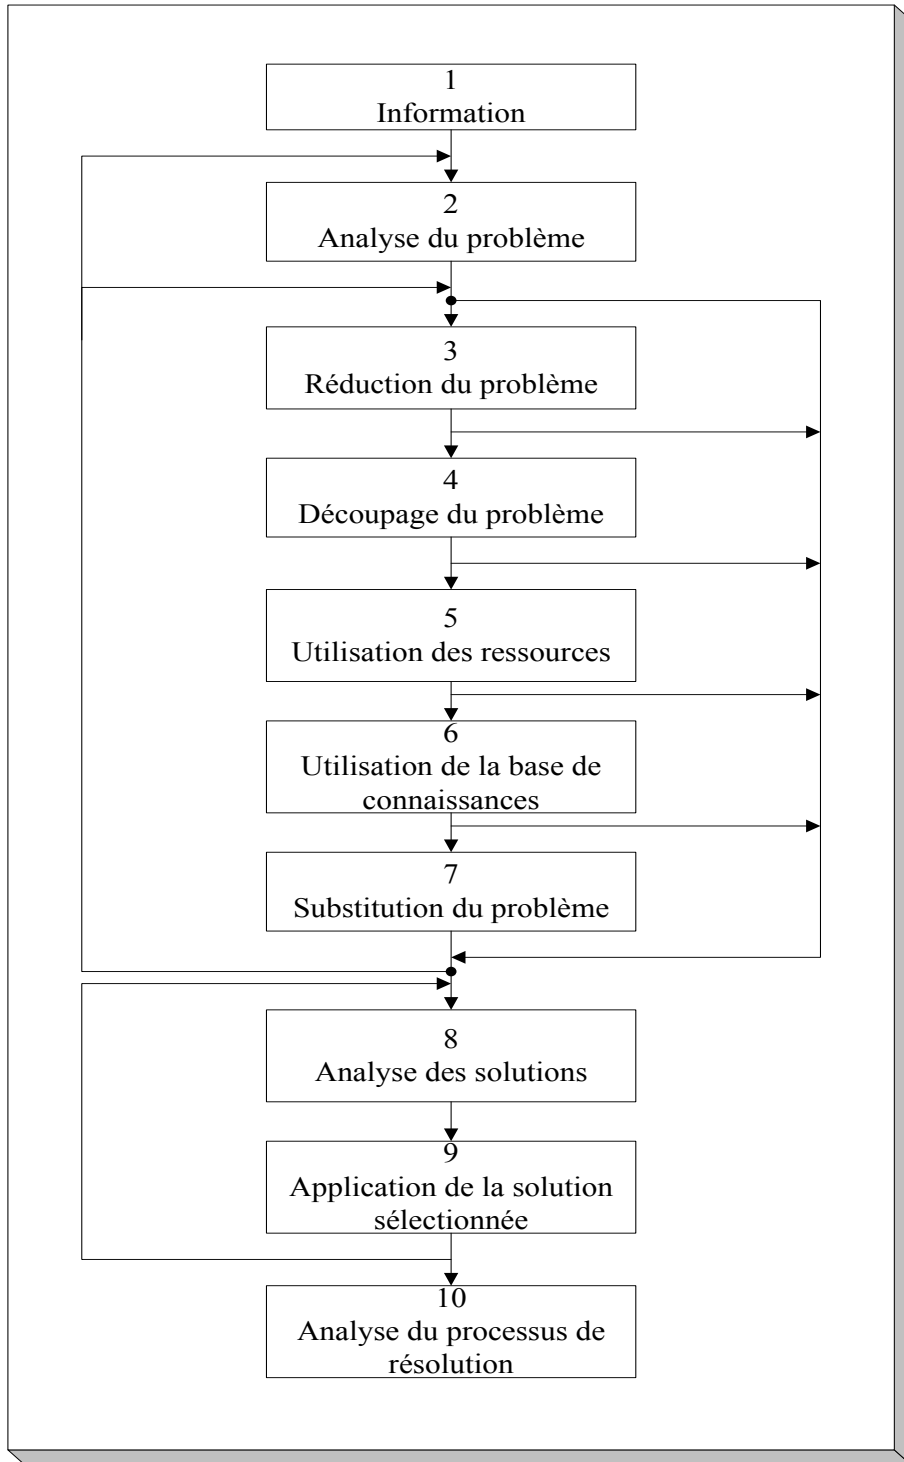 1
Information
2
Analyse du problème
3
Réduction du problème
4
Découpage du problème
5
Utilisation des ressources
6
Utilisation de la base de
connaissances
7
Substitution du problème
8
Analyse des solutions
9
Application de la solution
sélectionnée
10
Analyse du processus de
résolution